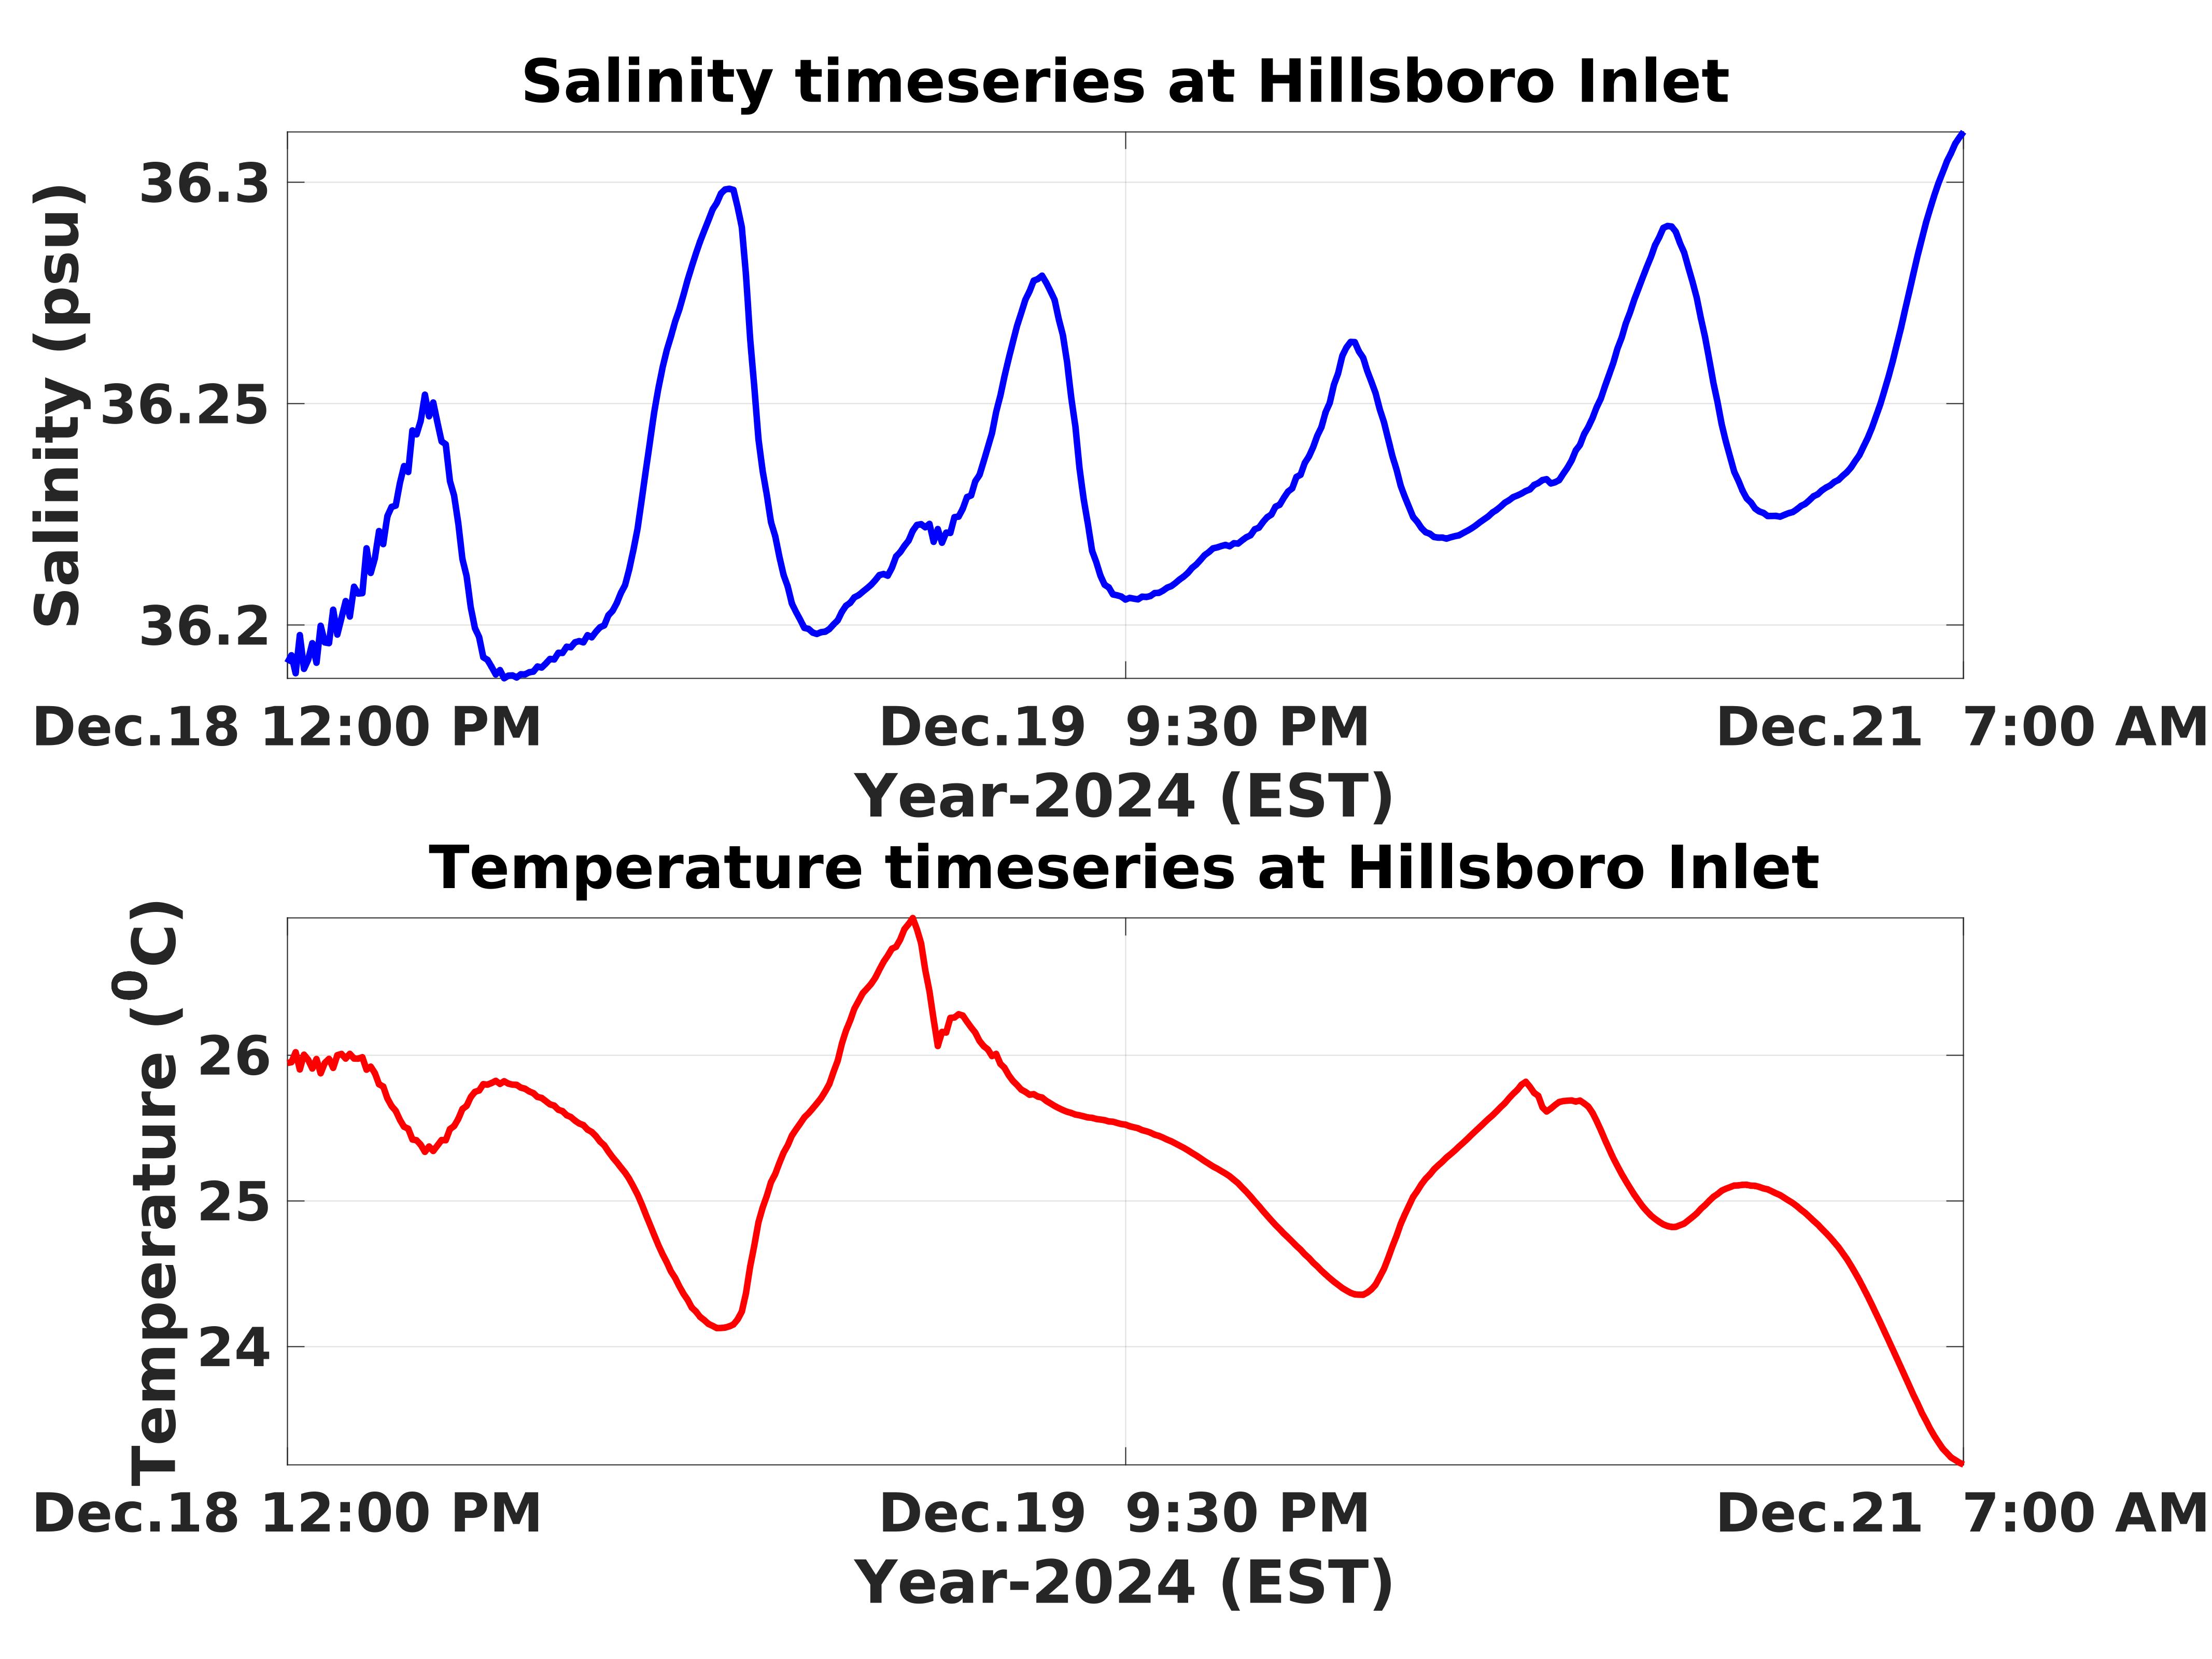 Salinity timeseries at Hillsboro Inlet
Salinity (psu)
36.3
36.25
36.2
Dec.18 12:00 PM
Dec.19  9:30 PM
Dec.21  7:00 AM
Year-2024 (EST)
Temperature timeseries at Hillsboro Inlet
Temperature (⁰C)
26
25
24
Dec.18 12:00 PM
Dec.19  9:30 PM
Dec.21  7:00 AM
Year-2024 (EST)